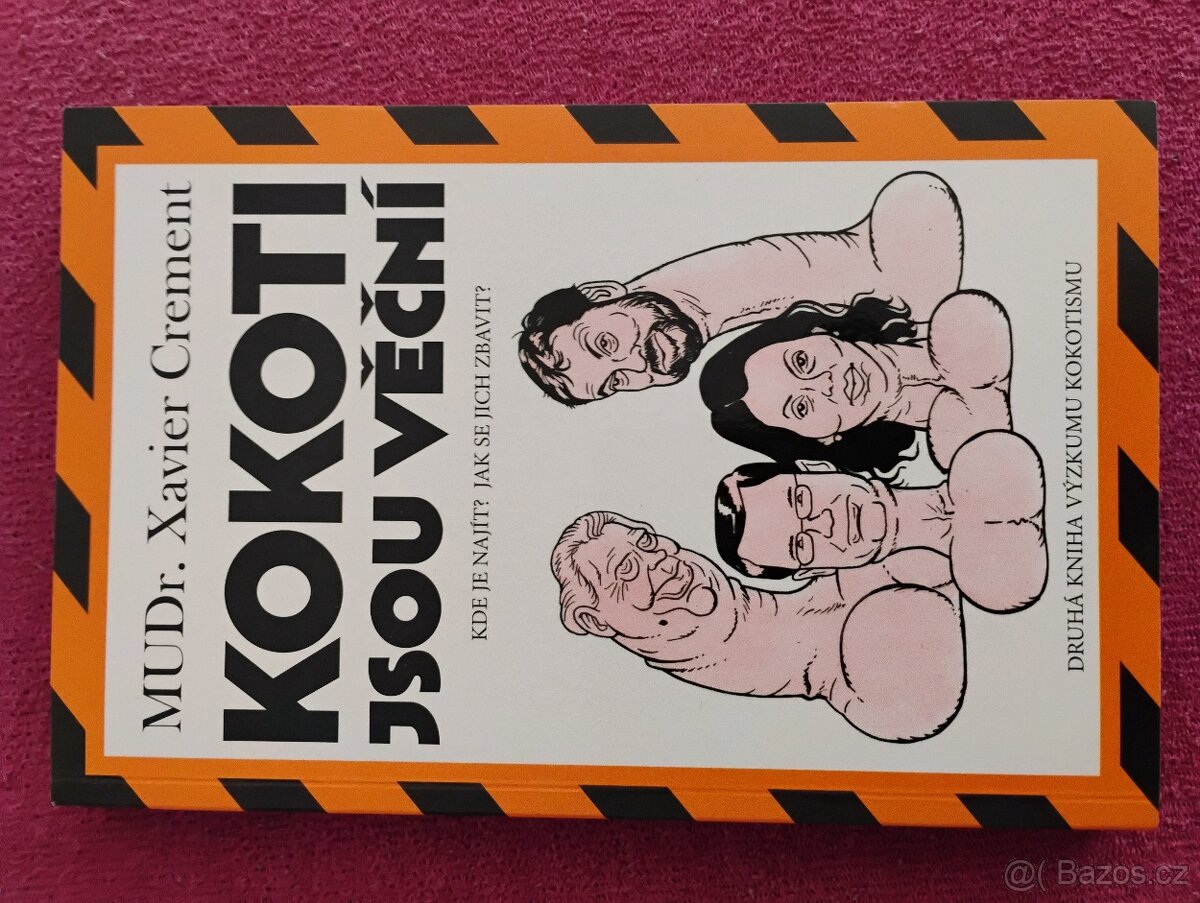 MUDr. Xavier Crement
KOKOTI
JSOU VĚČNÍ
KDE JE NAJÍT? JAK SE JICH ZBAVIT?
DRUHÁ KNIHA VÝZKUMU KOKOTISMU
@( Bazos.cz